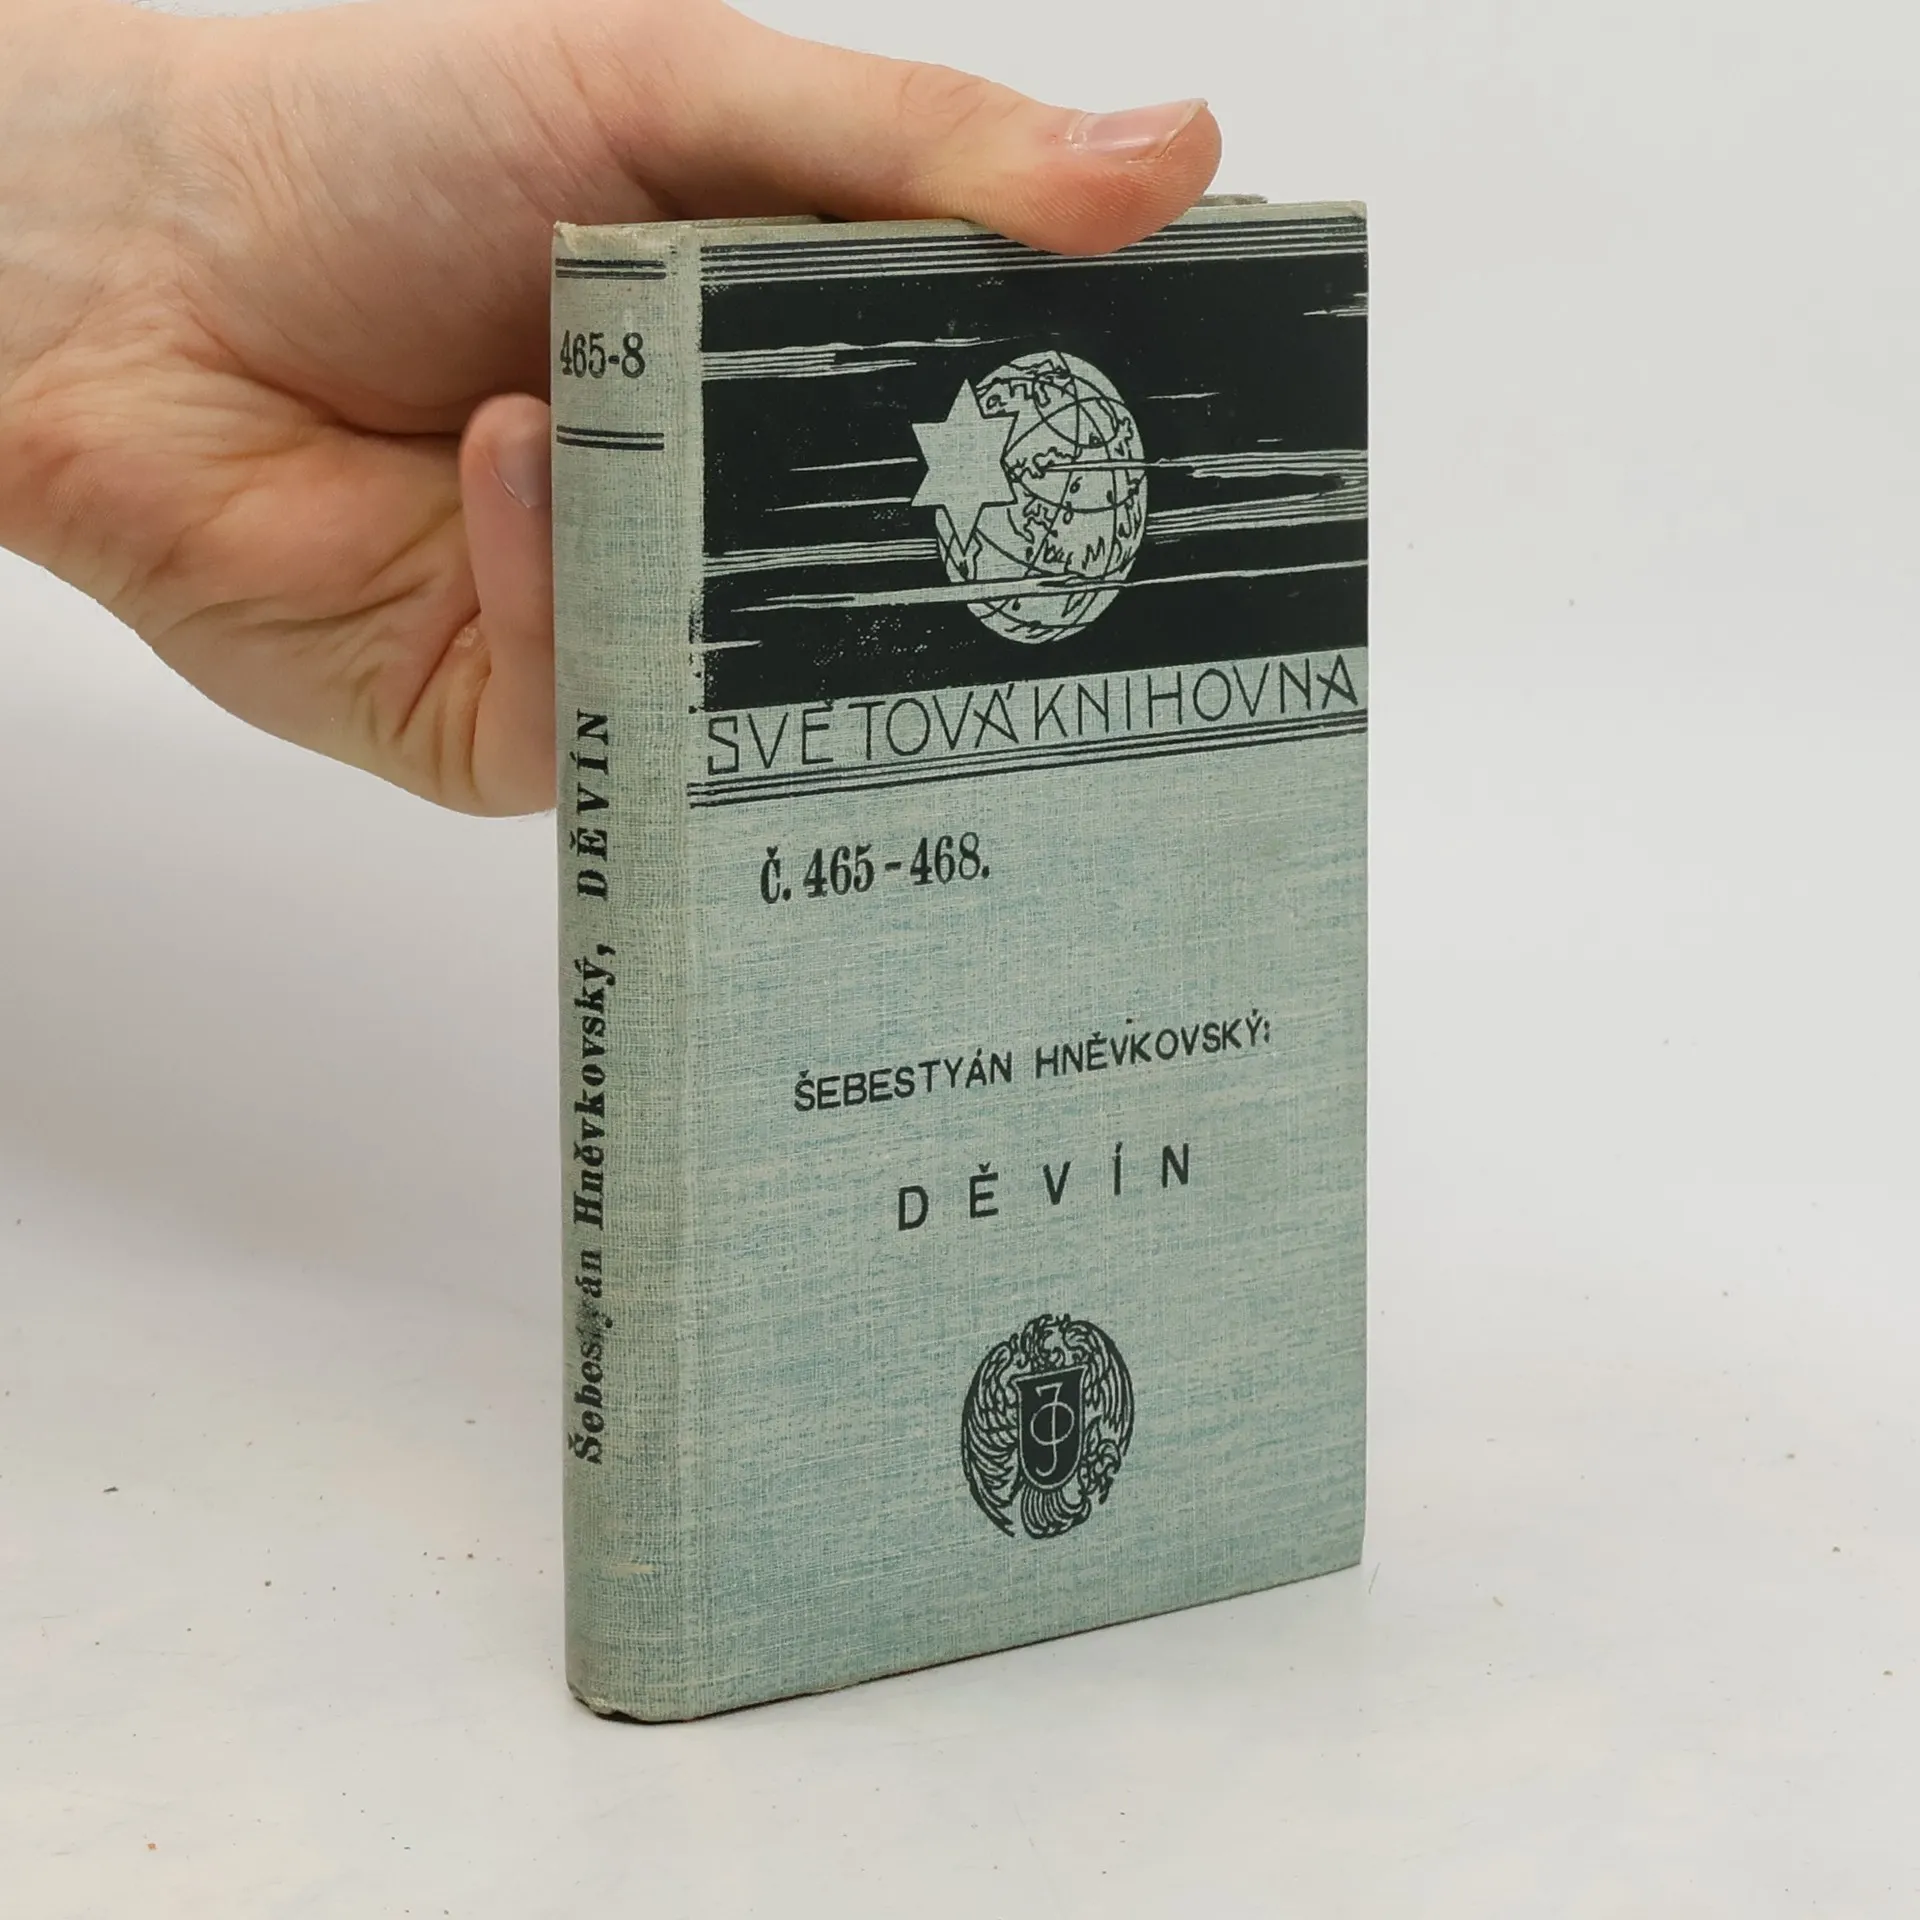 465-8
Šebestyán Hněvkovský, DĚVÍN
SVĚTOVÁ KNIHOVNA
Č. 465-468.
ŠEBESTYÁN HNĚVKOVSKÝ:
DĚVÍN